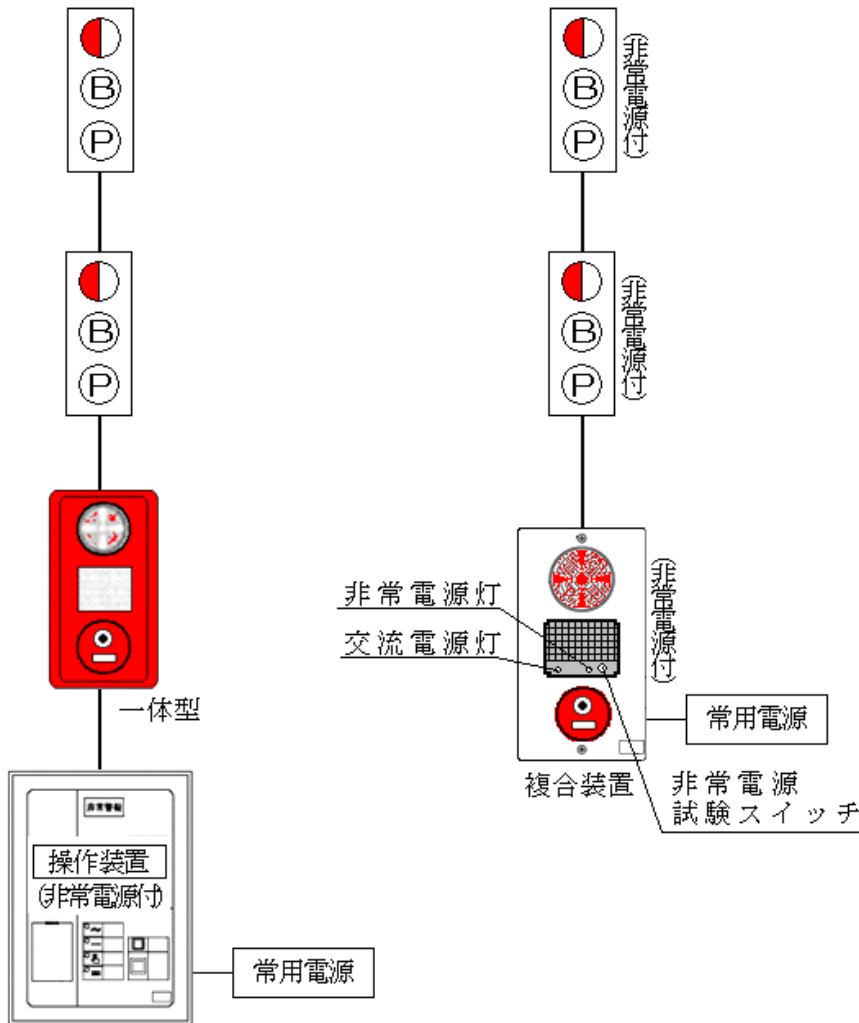 B
P
B
P
一体型
非常警報
操作装置
(非常電源付)
常用電源
B
P
(非常電源付)
B
P
(非常電源付)
非常電源灯
交流電源灯
(非常電源付)
常用電源
複合装置
非常電源
試験スイッチ